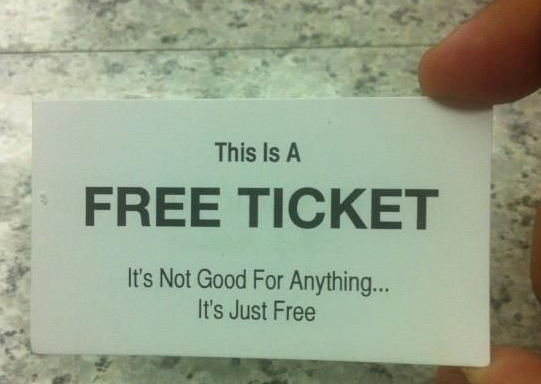 This Is A
FREE TICKET
It's Not Good For Anything...
It's Just Free